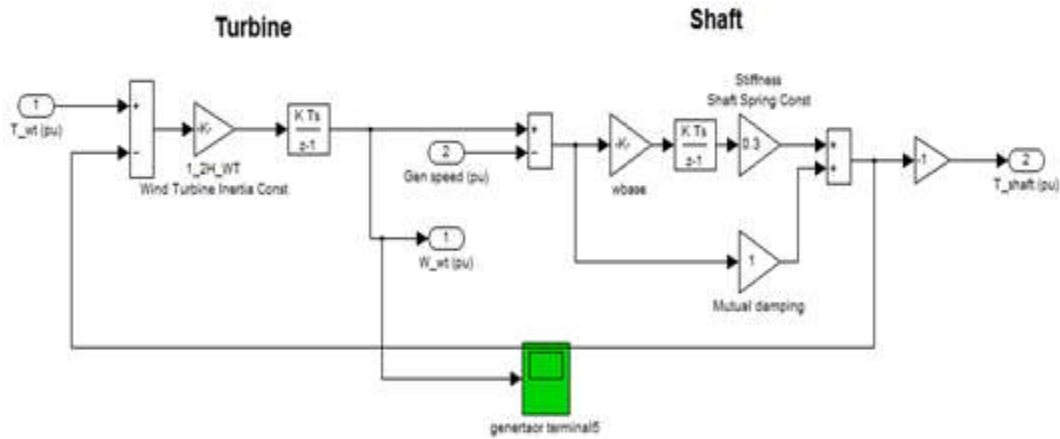 Turbine
Shaft
Stiffness
Shaft Spring Const
1
T_wt (pu)
+
−
-K-
1_2H_WT
Wind Turbine Inertia Const
K Ts
z-1
2
Gen speed (pu)
+
−
-K-
wbase
K Ts
z-1
0.3
+
+
-1
2
T_shaft (pu)
1
W_wt (pu)
1
Mutual damping
genertaor terminal5